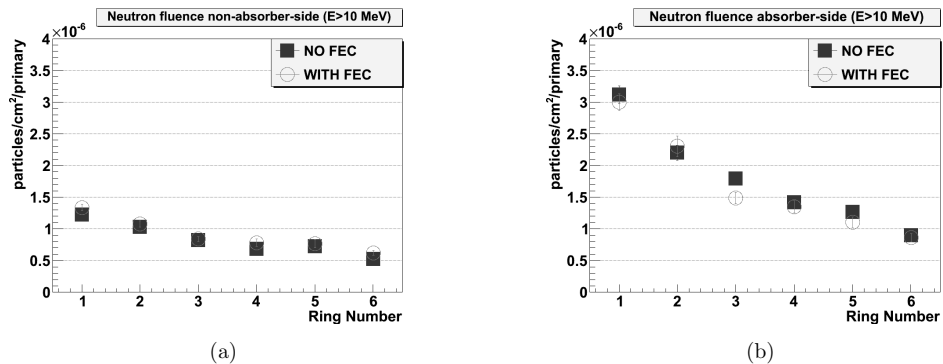 Neutron fluence non-absorber-side (E>10 MeV)
×10⁻⁶
particles/cm²/primary
4
3.5
3
2.5
2
1.5
1
0.5
0
NO FEC
WITH FEC
1 2 3 4 5 6
Ring Number
(a)
Neutron fluence absorber-side (E>10 MeV)
×10⁻⁶
particles/cm²/primary
4
3.5
3
2.5
2
1.5
1
0.5
0
NO FEC
WITH FEC
1 2 3 4 5 6
Ring Number
(b)